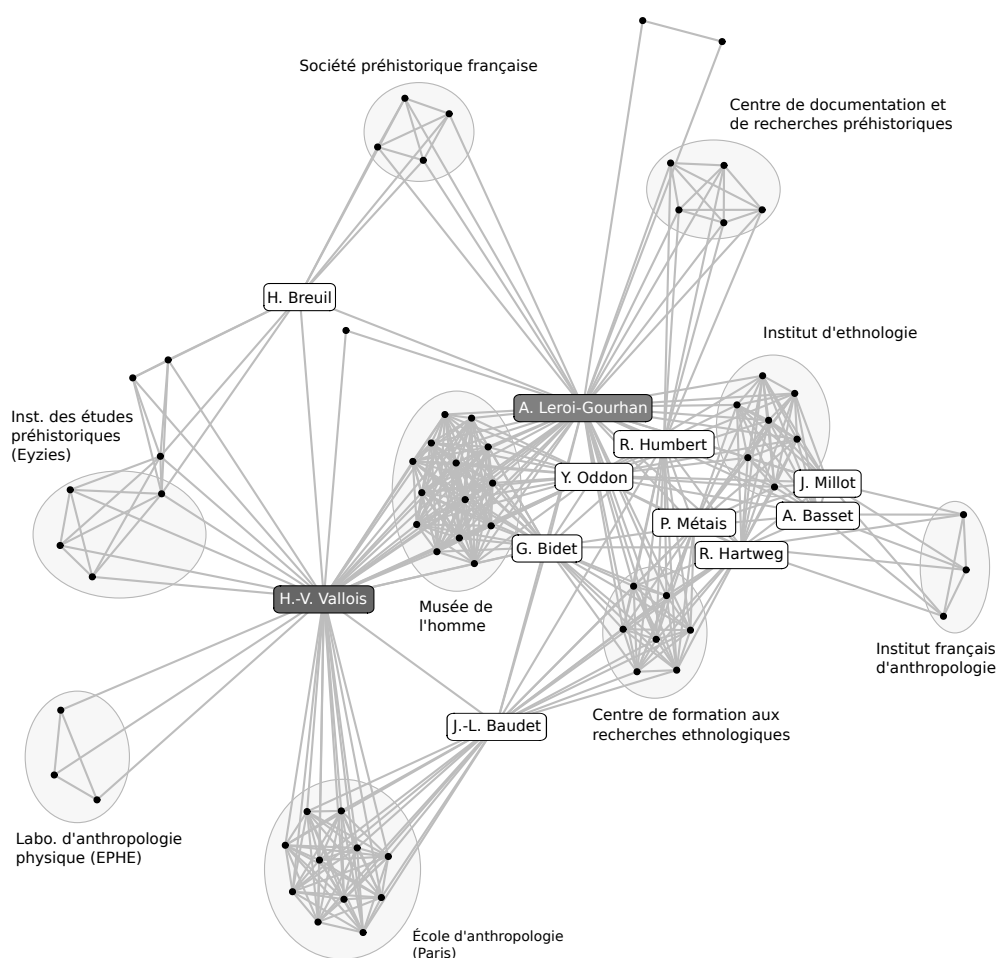 Société préhistorique française
Centre de documentation et
de recherches préhistoriques
H. Breuil
Institut d'ethnologie
A. Leroi-Gourhan
Inst. des études
préhistoriques
(Eyzies)
R. Humbert
Y. Oddon
J. Millot
P. Métais
A. Basset
G. Bidet
R. Hartweg
H.-V. Vallois
Musée de
l'homme
Institut français
d'anthropologie
J.-L. Baudet
Centre de formation aux
recherches ethnologiques
Labo. d'anthropologie
physique (EPHE)
École d'anthropologie
(Paris)